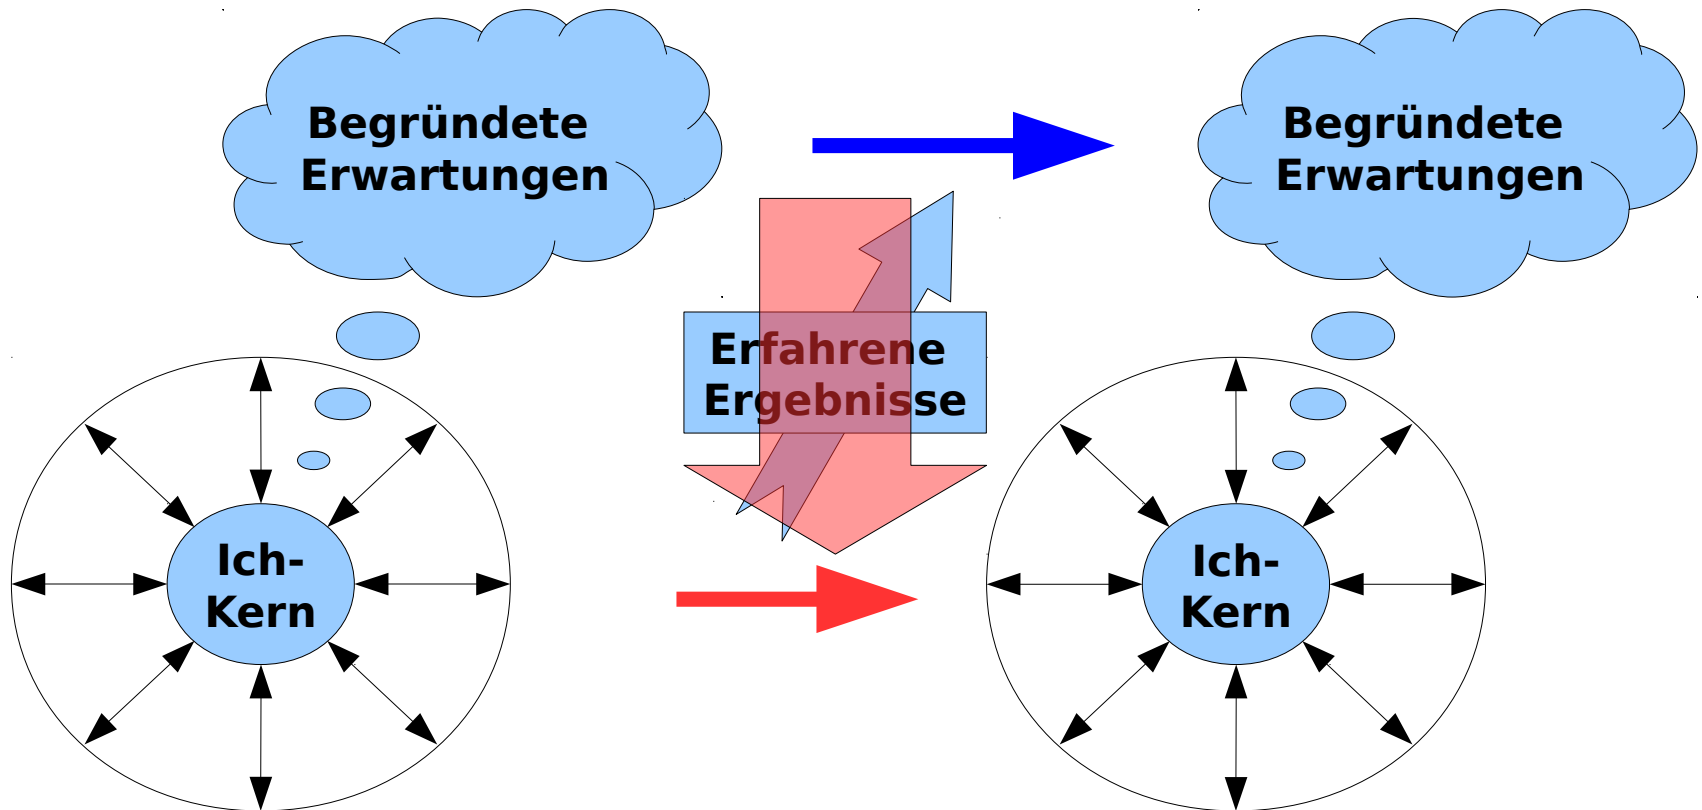 Begründete
Erwartungen
Begründete
Erwartungen
Erfahrene
Ergebnisse
Ich-
Kern
Ich-
Kern